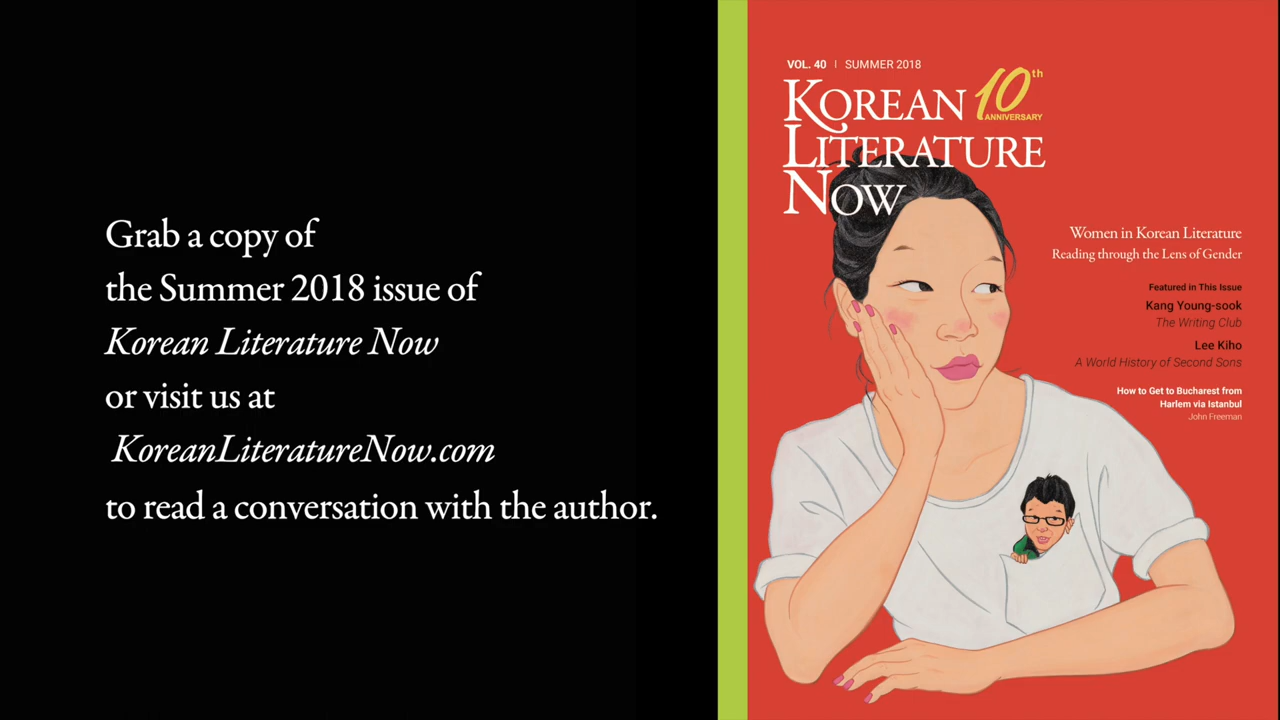 Grab a copy of
the Summer 2018 issue of
Korean Literature Now
or visit us at
KoreanLiteratureNow.com
to read a conversation with the author.
VOL. 40 | SUMMER 2018
KOREAN 10th
ANNIVERSARY
LITERATURE
NOW
Women in Korean Literature
Reading through the Lens of Gender
Featured in This Issue
Kang Young-sook
The Writing Club
Lee Kiho
A World History of Second Sons
How to Get to Bucharest from
Harlem via Istanbul
John Freeman